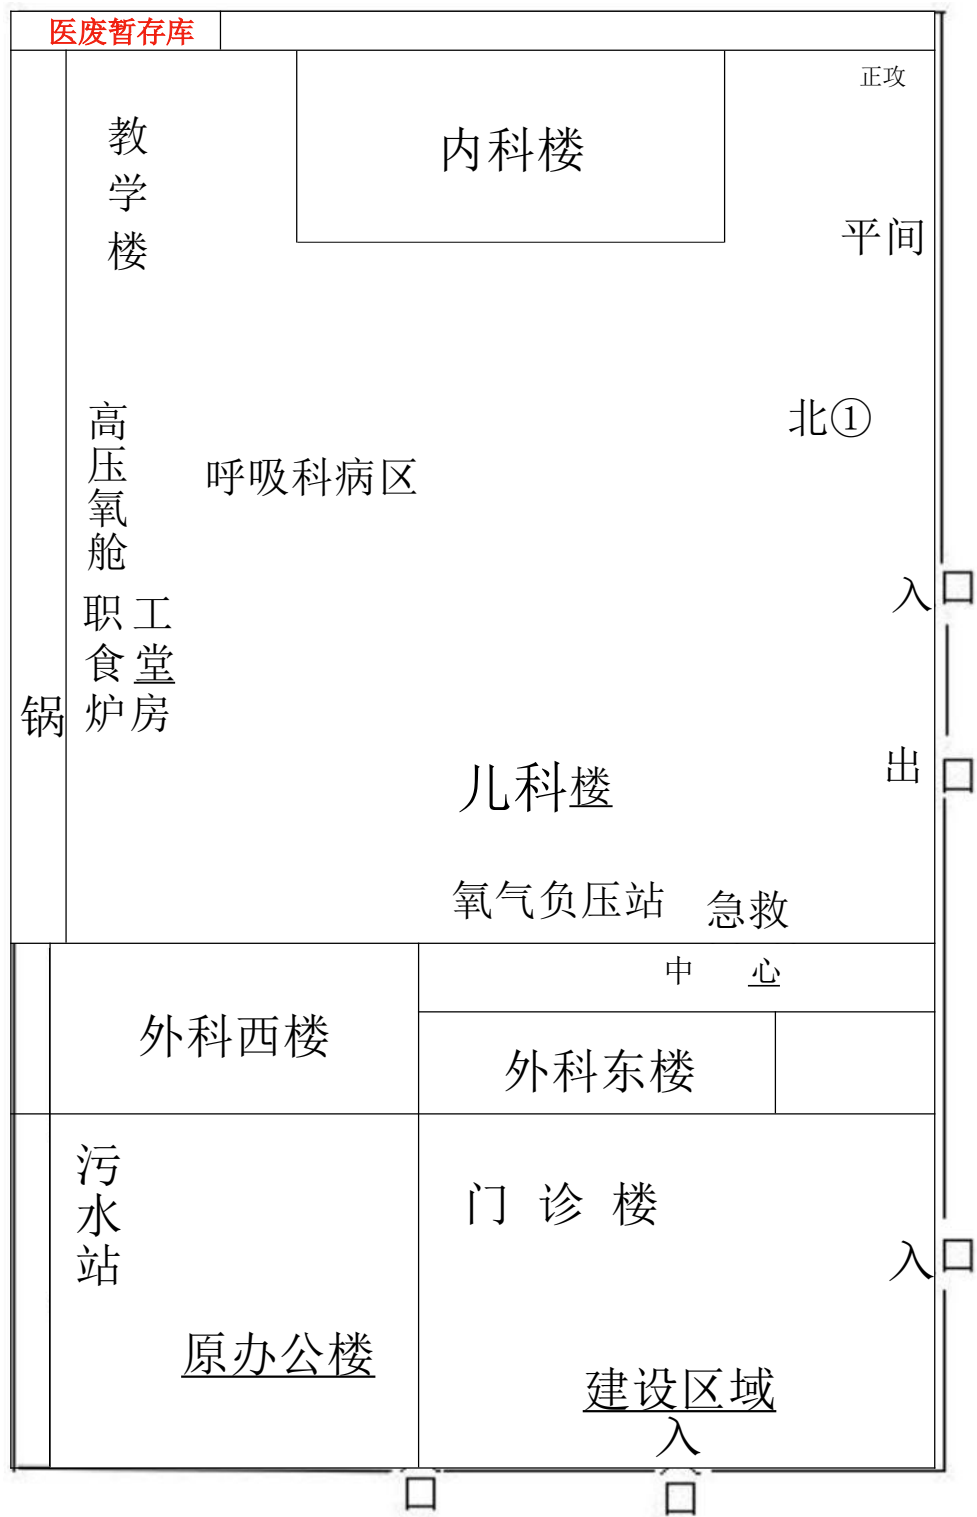 医废暂存库
正攻
教学楼
内科楼
平间
高压氧舱
呼吸科病区
北①
职工
食堂
锅炉房
入口
儿科楼
出口
氧气负压站
急救
中心
外科西楼
外科东楼
污水站
门诊楼
入口
原办公楼
建设区域
入口
口